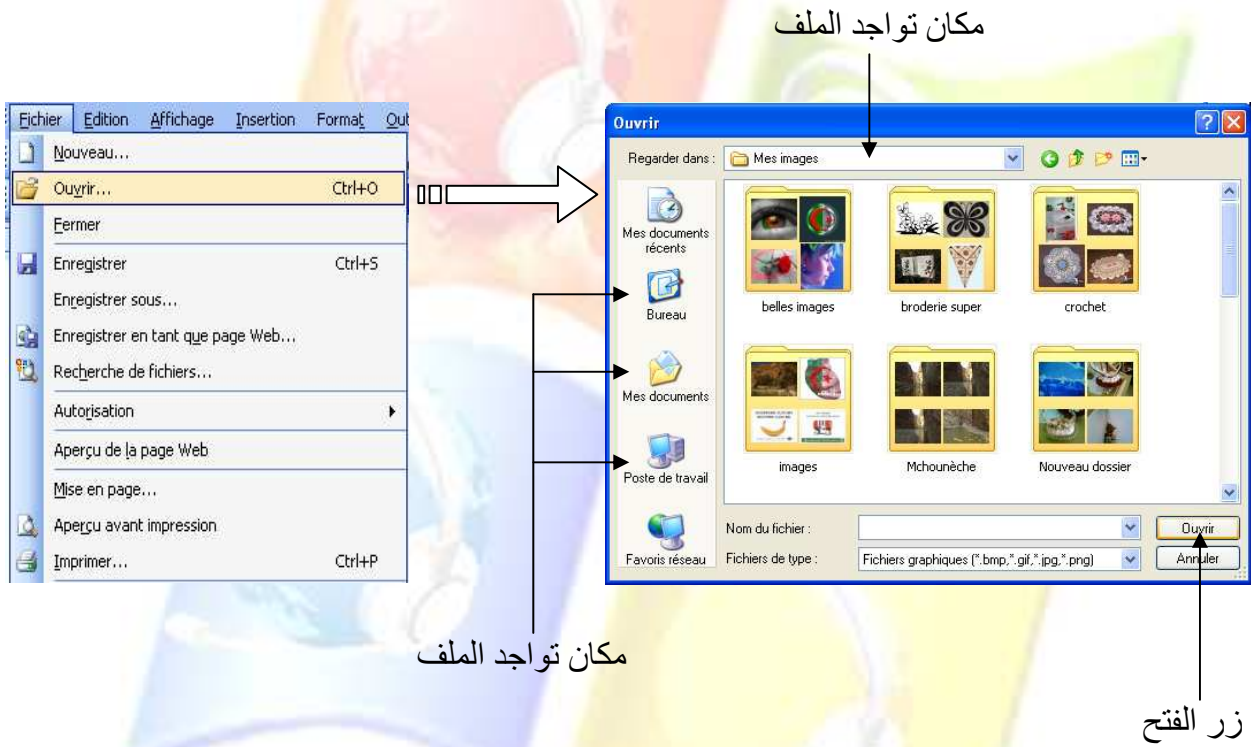 مكان تواجد الملف
Fichier Edition Affichage Insertion Format Out
Nouveau...
Ouvrir... Ctrl+O
Fermer
Enregistrer Ctrl+S
Enregistrer sous...
Enregistrer en tant que page Web...
Recherche de fichiers...
Autorisation
Aperçu de la page Web
Mise en page...
Aperçu avant impression
Imprimer... Ctrl+P
Ouvrir
Regarder dans : Mes images
Mes documents
récents
Bureau
Mes documents
Poste de travail
Favoris réseau
belles images broderie super crochet
images Mchounèche Nouveau dossier
Nom du fichier : Ouvrir
Fichiers de type : Fichiers graphiques (*.bmp,*.gif,*.jpg,*.png) Annuler
مكان تواجد الملف
زر الفتح